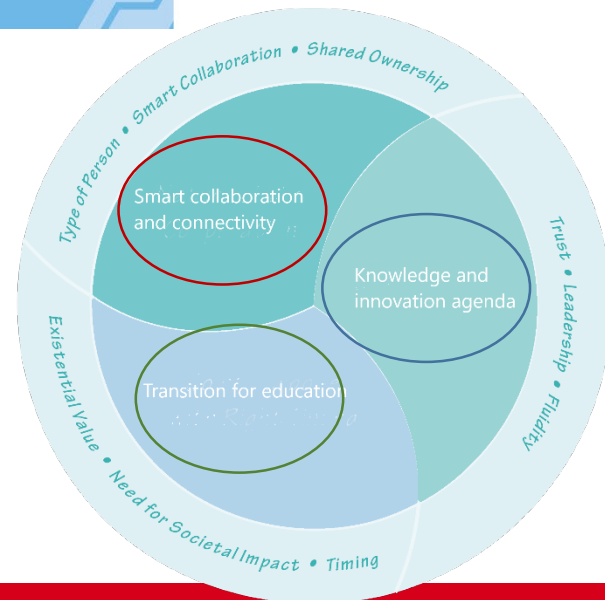 Type of Person • Smart Collaboration • Shared Ownership
Smart collaboration
and connectivity
Knowledge and
innovation agenda
Trust • Leadership • Fluidity
Transition for education
Existential Value • Need for Societal Impact • Timing